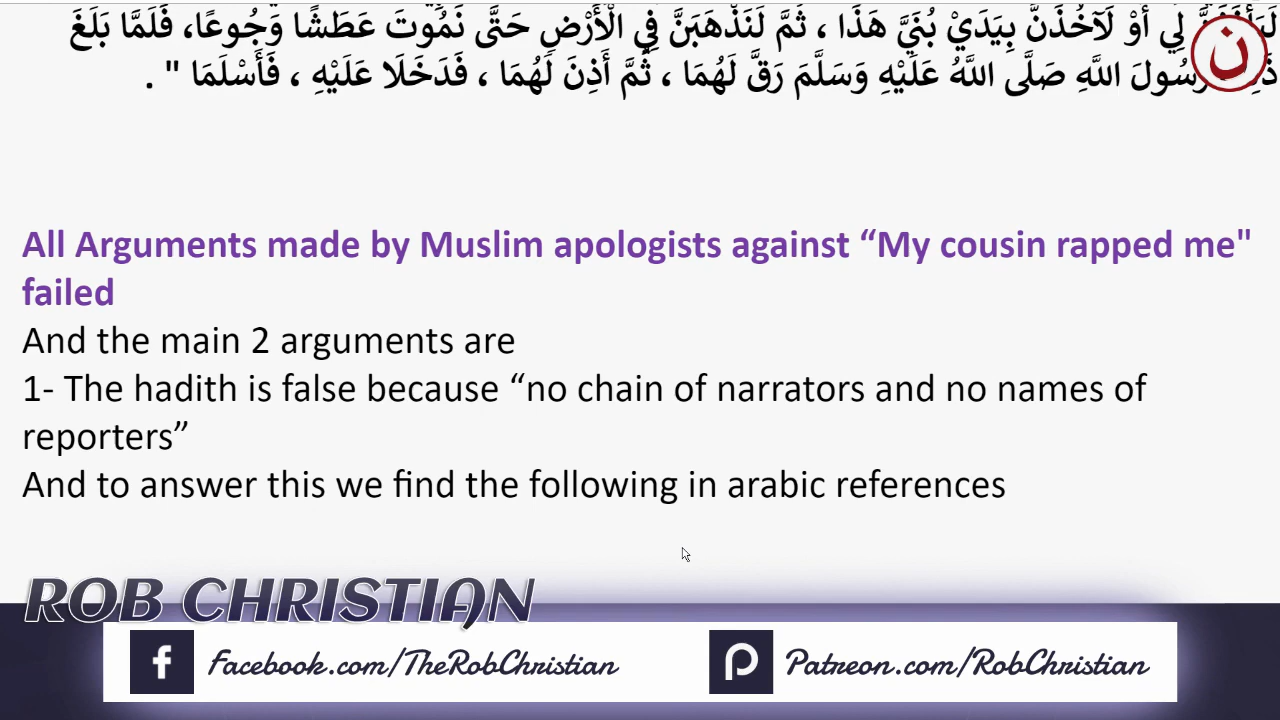 لِي أَوْ لَآخُذَنَّ بِيَدَيْ بُنَيَّ هَذَا ، ثُمَّ لَنَذْهَبَنَّ فِي الْأَرْضِ حَتَّى نَمُوتَ عَطَشًا وَجُوعًا، فَلَمَّا بَلَغَ
رَسُولَ اللَّهِ صَلَّى اللَّهُ عَلَيْهِ وَسَلَّمَ رَقَّ لَهُمَا ، ثُمَّ أَذِنَ لَهُمَا ، فَدَخَلَا عَلَيْهِ ، فَأَسْلَمَا " .
ن
All Arguments made by Muslim apologists against “My cousin rapped me"
failed
And the main 2 arguments are
1- The hadith is false because “no chain of narrators and no names of
reporters”
And to answer this we find the following in arabic references
ROB CHRISTIAN
Facebook.com/TheRobChristian
Patreon.com/RobChristian